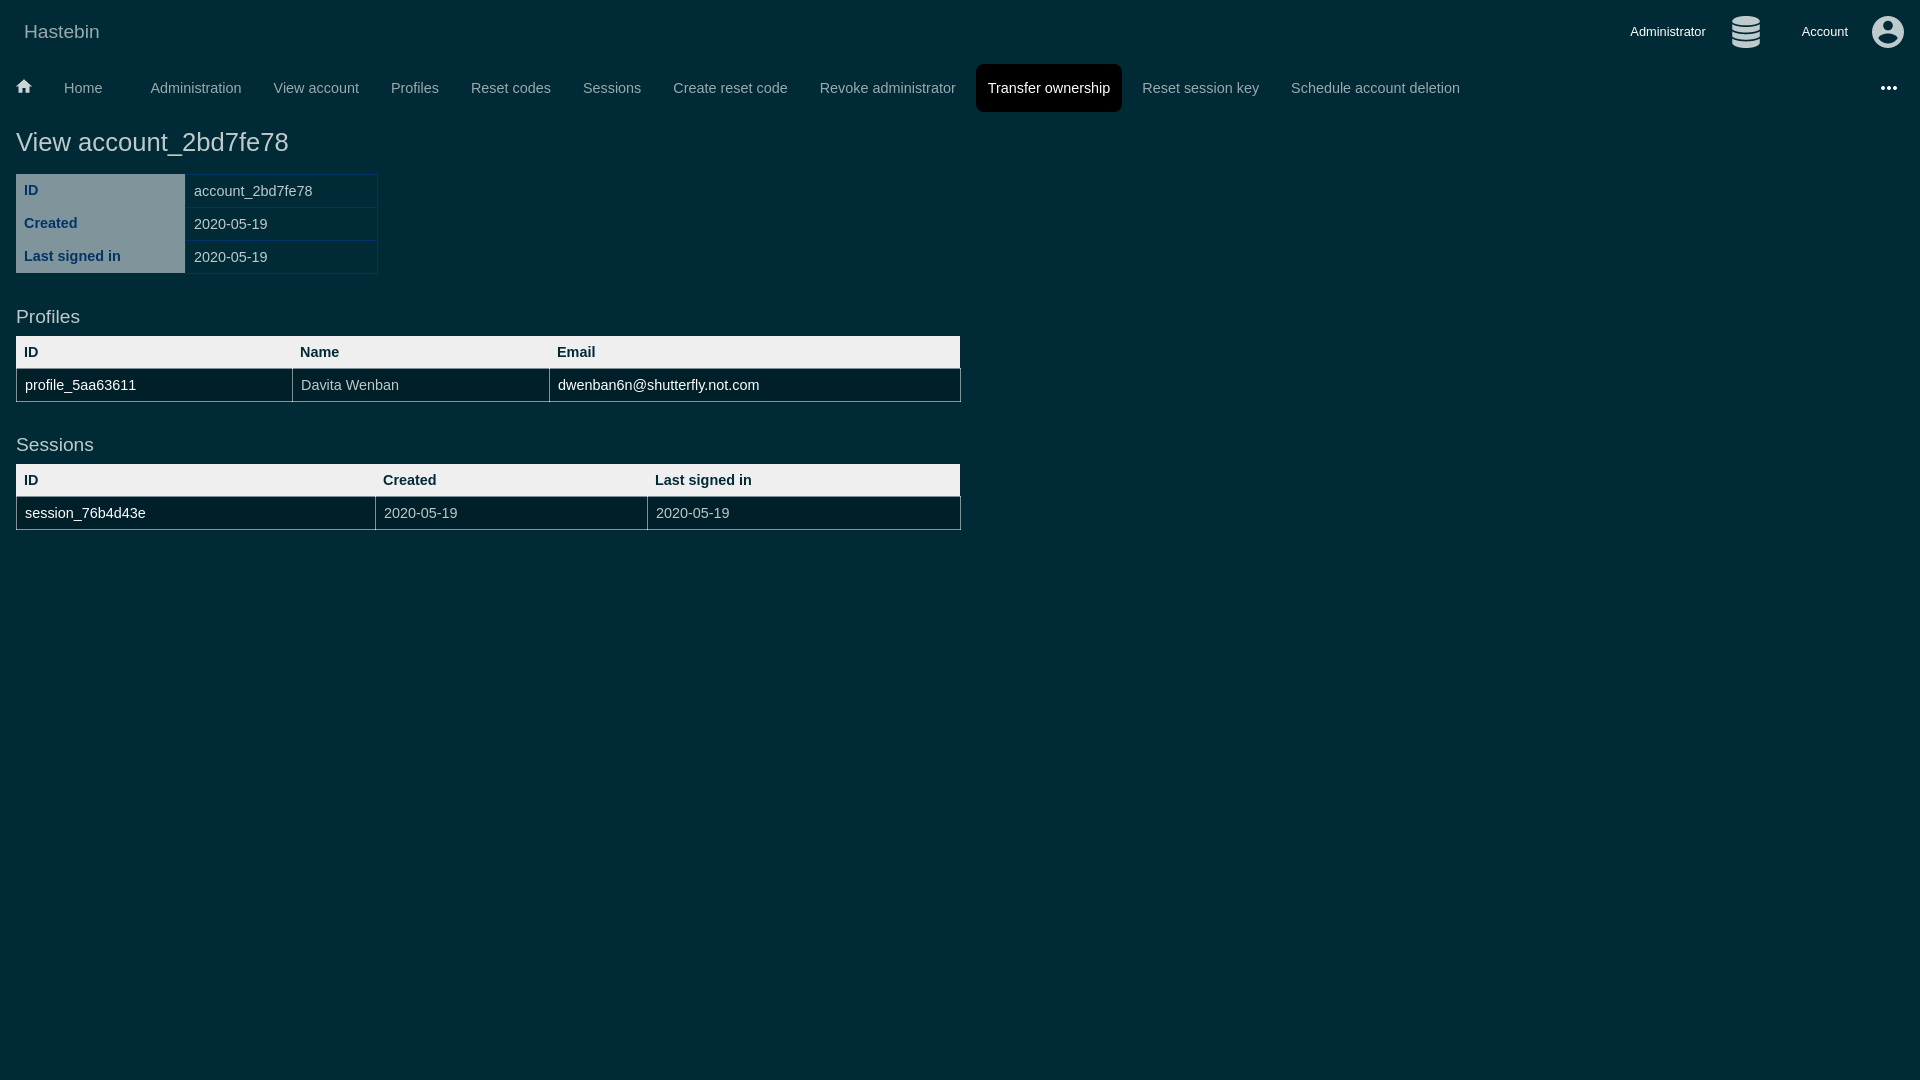 Hastebin
Administrator
Account
Home Administration View account Profiles Reset codes Sessions Create reset code Revoke administrator Transfer ownership Reset session key Schedule account deletion
View account_2bd7fe78
ID account_2bd7fe78
Created 2020-05-19
Last signed in 2020-05-19
Profiles
ID Name Email
profile_5aa63611 Davita Wenban dwenban6n@shutterfly.not.com
Sessions
ID Created Last signed in
session_76b4d43e 2020-05-19 2020-05-19